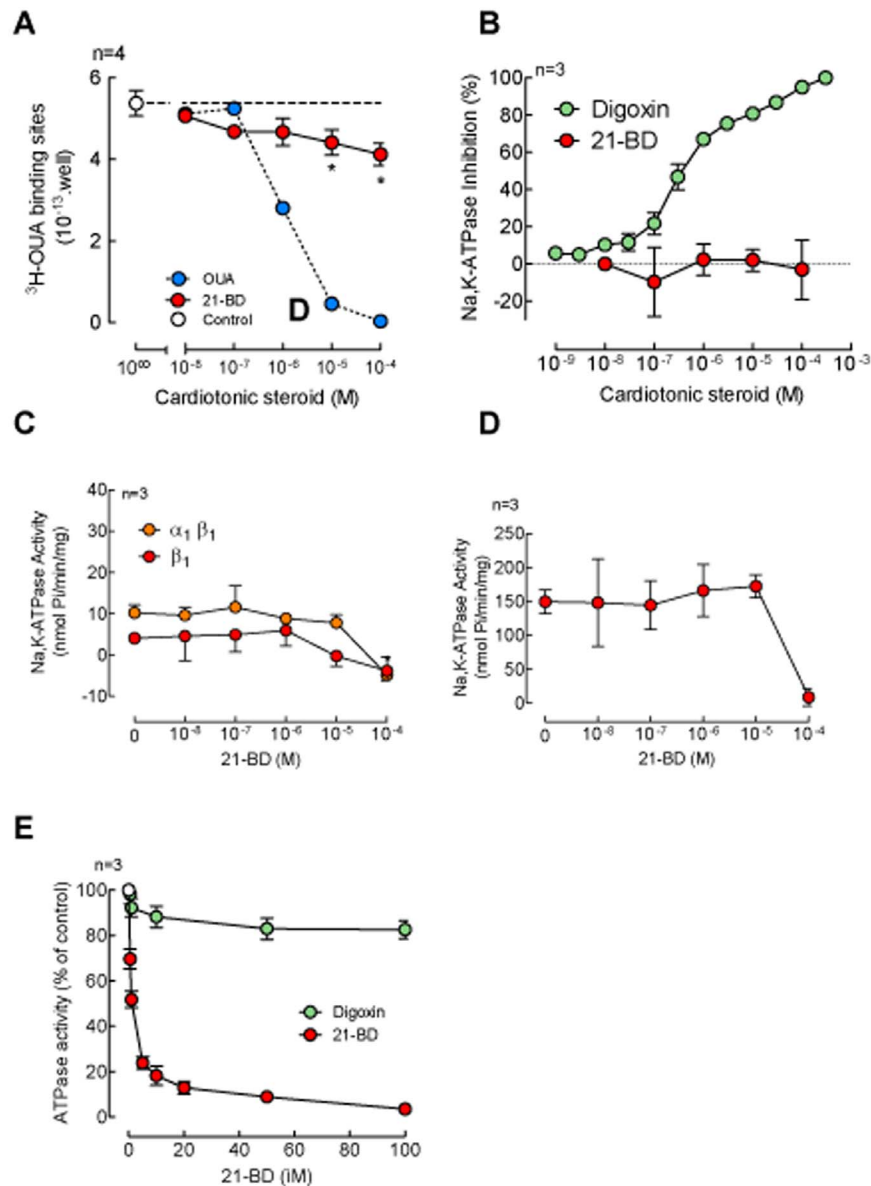 A
n=4
³H-OUA binding sites
(10⁻¹³.well)
6
4
2
0
OUA
21-BD
Control
D
*
*
10⁰⁰
10⁻⁸
10⁻⁷
10⁻⁶
10⁻⁵
10⁻⁴
Cardiotonic steroid (M)
B
n=3
Na,K-ATPase Inhibition (%)
100
80
60
40
20
0
-20
Digoxin
21-BD
10⁻⁹
10⁻⁸
10⁻⁷
10⁻⁶
10⁻⁵
10⁻⁴
10⁻³
Cardiotonic steroid (M)
C
n=3
Na,K-ATPase Activity
(nmol Pi/min/mg)
40
30
20
10
0
-10
α₁ β₁
β₁
*
0
10⁻⁸
10⁻⁷
10⁻⁶
10⁻⁵
10⁻⁴
21-BD (M)
D
n=3
Na,K-ATPase Activity
(nmol Pi/min/mg)
250
200
150
100
50
0
0
10⁻⁸
10⁻⁷
10⁻⁶
10⁻⁵
10⁻⁴
21-BD (M)
E
n=3
ATPase activity (% of control)
100
80
60
40
20
0
Digoxin
21-BD
0
20
40
60
80
100
21-BD (iM)